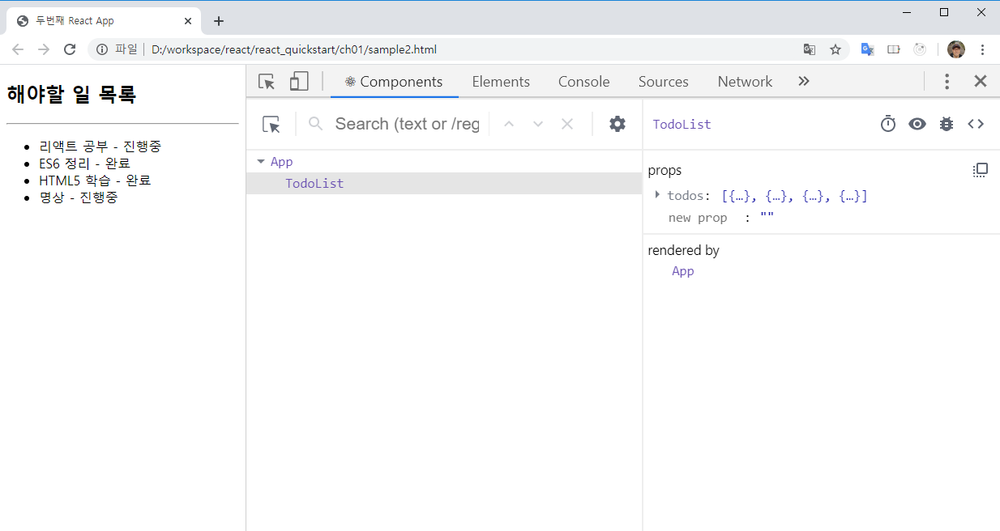 두번째 React App
파일 D:/workspace/react/react_quickstart/ch01/sample2.html
해야할 일 목록
리액트 공부 - 진행중
ES6 정리 - 완료
HTML5 학습 - 완료
명상 - 진행중
Components Elements Console Sources Network
Search (text or /reg
App
TodoList
TodoList
props
todos: [{…}, {…}, {…}, {…}]
new prop : ""
rendered by
App